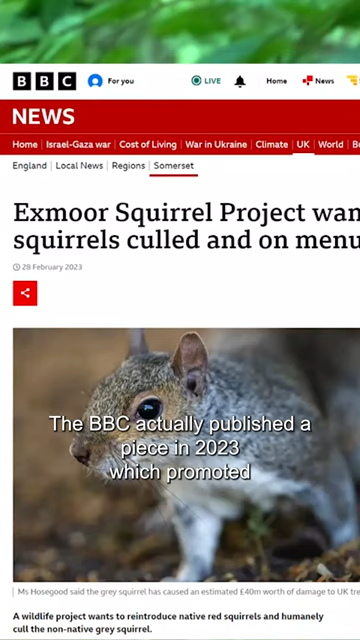 BBC For you LIVE Home News
NEWS
Home Israel-Gaza war Cost of Living War in Ukraine Climate UK World
England Local News Regions Somerset
Exmoor Squirrel Project wan
squirrels culled and on menu
28 February 2023
The BBC actually published a
piece in 2023
which promoted
Ms Hosegood said the grey squirrel has caused an estimated £40m worth of damage to UK tre
A wildlife project wants to reintroduce native red squirrels and humanely
cull the non-native grey squirrel.